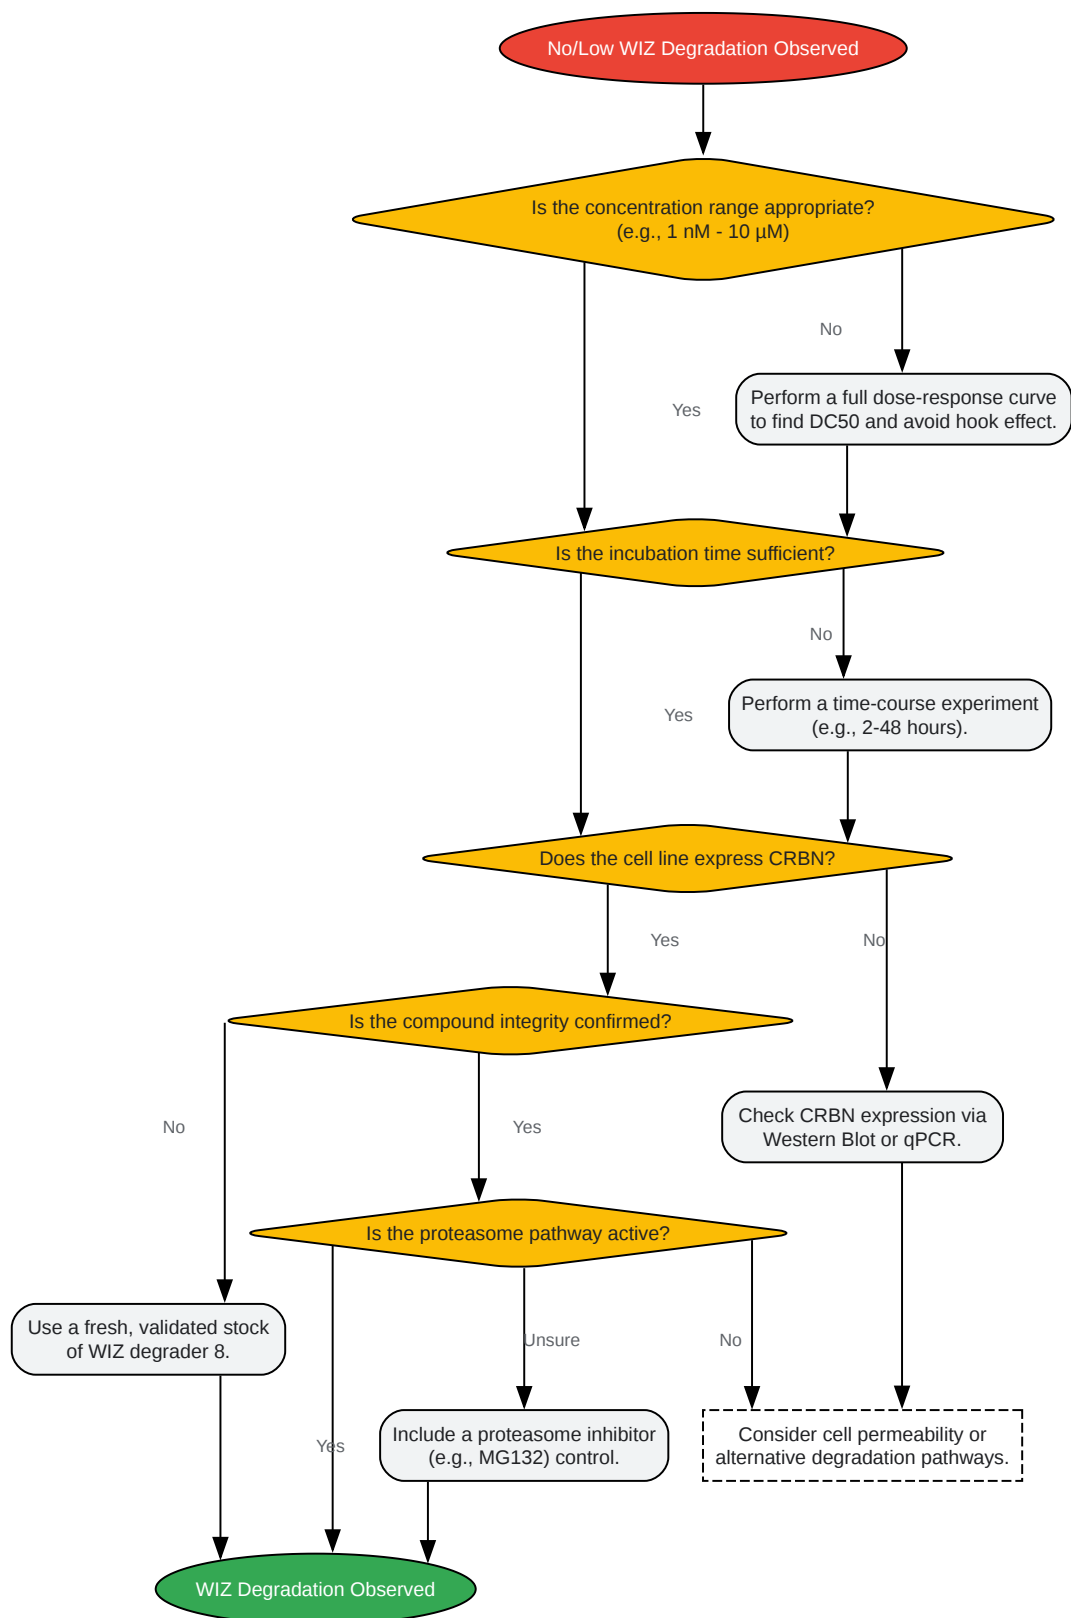 No/Low WIZ Degradation Observed
Is the concentration range appropriate?
(e.g., 1 nM - 10 µM)
No
Perform a full dose-response curve
to find DC50 and avoid hook effect.
Yes
Is the incubation time sufficient?
No
Perform a time-course experiment
(e.g., 2-48 hours).
Yes
Does the cell line express CRBN?
Yes
No
Is the compound integrity confirmed?
No
Yes
Check CRBN expression via
Western Blot or qPCR.
Is the proteasome pathway active?
Use a fresh, validated stock
of WIZ degrader 8.
Unsure
No
Yes
Include a proteasome inhibitor
(e.g., MG132) control.
Consider cell permeability or
alternative degradation pathways.
WIZ Degradation Observed